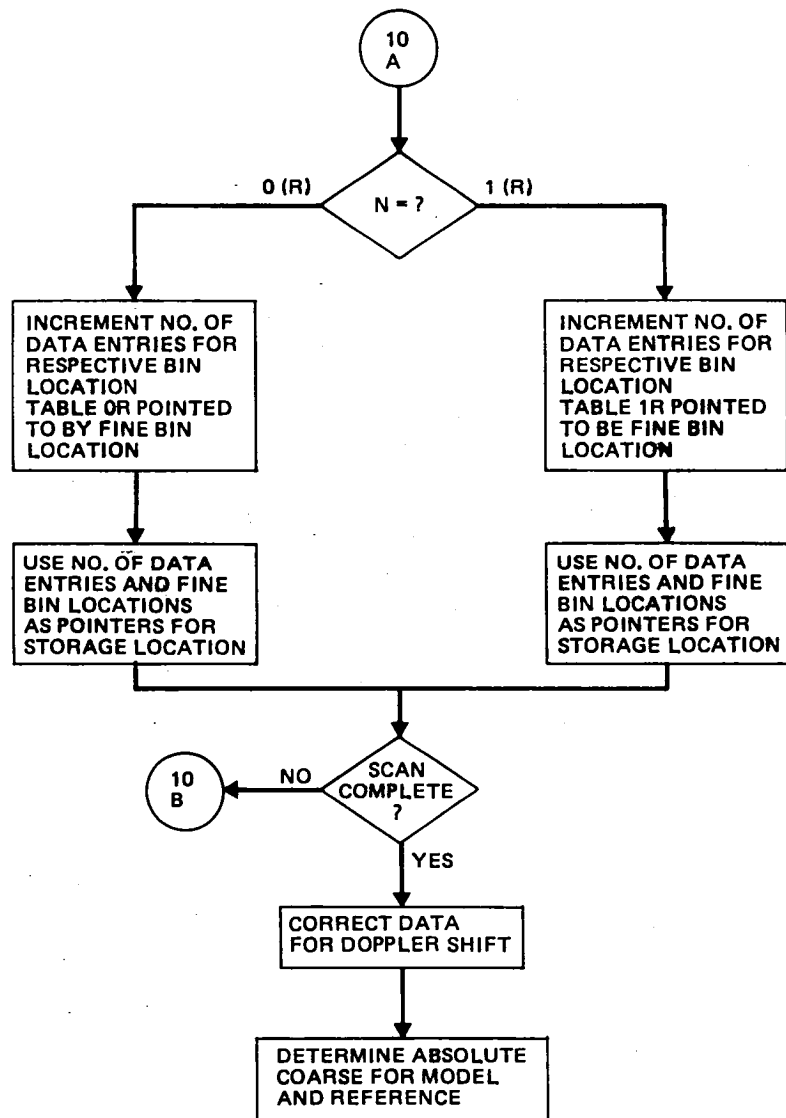 10
A
0 (R)
N = ?
1 (R)
INCREMENT NO. OF
DATA ENTRIES FOR
RESPECTIVE BIN
LOCATION
TABLE 0R POINTED
TO BY FINE BIN
LOCATION
INCREMENT NO. OF
DATA ENTRIES FOR
RESPECTIVE BIN
LOCATION
TABLE 1R POINTED
TO BE FINE BIN
LOCATION
USE NO. OF DATA
ENTRIES AND FINE
BIN LOCATIONS
AS POINTERS FOR
STORAGE LOCATION
USE NO. OF DATA
ENTRIES AND FINE
BIN LOCATIONS
AS POINTERS FOR
STORAGE LOCATION
10
B
NO
SCAN
COMPLETE
?
YES
CORRECT DATA
FOR DOPPLER SHIFT
DETERMINE ABSOLUTE
COARSE FOR MODEL
AND REFERENCE